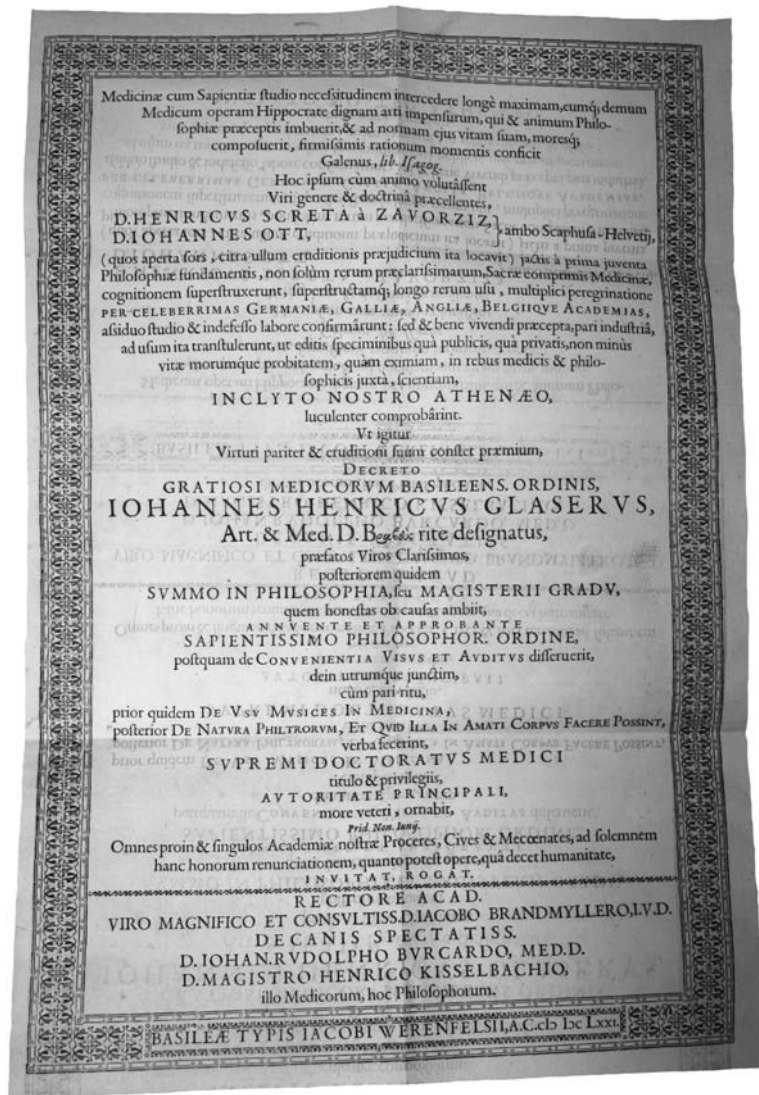 Medicinæ cum Sapientiæ ſtudio neceſsitudinem intercedere longè maximam, eumq; demum
Medicum operam Hippocrate dignam arti impenſurum, qui & animum Philo-
ſophiæ præceptis imbuerit, & ad normam ejus vitam ſuam, moresq;
compoſuerit, firmiſsimis rationum momentis conficit
Galenus, lib. Iſagog.
Hoc ipſum cùm animo volutâſſent
Viri genere & doctrinâ præcellentes,
D. HENRICVS SCRETA à ZAVORZIZ,
D. IOHANNES OTT, } ambo Scaphuſa-Helvetij,
(quos aperta ſors, citra ullum eruditionis præjudicium ita locavit) jactis à prima juventa
Philoſophiæ fundamentis, non ſolùm rerum præclariſsimarum, Sacræ comprimis Medicinæ,
cognitionem ſuperſtruxerunt, ſuperſtructamq; longo rerum uſu, multiplici peregrinatione
PER CELEBERRIMAS GERMANIÆ, GALLIÆ, ANGLIÆ, BELGIIQVE ACADEMIAS,
aſsiduo ſtudio & indefeſſo labore confirmârunt: ſed & bene vivendi præcepta, pari induſtriâ,
ad uſum ita tranſtulerunt, ut editis ſpeciminibus quà publicis, quà privatis, non minùs
vitæ morumque probitatem, quàm eximiam, in rebus medicis & philo-
ſophicis juxtà, ſcientiam,
INCLYTO NOSTRO ATHENÆO,
luculenter comprobârint.
Vt igitur
Virtuti pariter & eruditioni ſuum conſtet præmium,
DECRETO
GRATIOSI MEDICORVM BASILEENS. ORDINIS,
IOHANNES HENRICVS GLASERVS,
Art. & Med. D. rite deſignatus,
præfatos Viros Clariſsimos,
poſteriorem quidem
SVMMO IN PHILOSOPHIA, ſeu MAGISTERII GRADV,
quem honeſtas ob cauſas ambiit,
ANNVENTE ET APPROBANTE
SAPIENTISSIMO PHILOSOPHOR. ORDINE,
poſtquam de CONVENIENTIA VISVS ET AVDITVS diſſeruerit,
dein utrumque junctim,
cùm pari ritu,
prior quidem DE VSV MVSICES IN MEDICINA,
poſterior DE NATVRA PHILTRORVM, ET QVID ILLA IN AMATI CORPVS FACERE POSSINT,
verba fecerint,
SVPREMI DOCTORATVS MEDICI
titulo & privilegiis,
AVTORITATE PRINCIPALI,
more veteri, ornabit,
Prid. Non. Iunij.
Omnes proin & ſingulos Academiæ noſtræ Proceres, Cives & Mecœnates, ad ſolemnem
hanc honorum renunciationem, quanto poteſt opere, quâ decet humanitate,
INVITAT, ROGAT.
RECTORE ACAD.
VIRO MAGNIFICO ET CONSVLTISS. D. IACOBO BRANDMYLLERO, I.V.D.
DECANIS SPECTATISS.
D. IOHAN. RVDOLPHO BVRCARDO, MED. D.
D. MAGISTRO HENRICO KISSELBACHIO,
illo Medicorum, hoc Philoſophorum.
BASILEÆ TYPIS IACOBI WERENFELSII, A.C. cIɔ Iɔc LXXI.